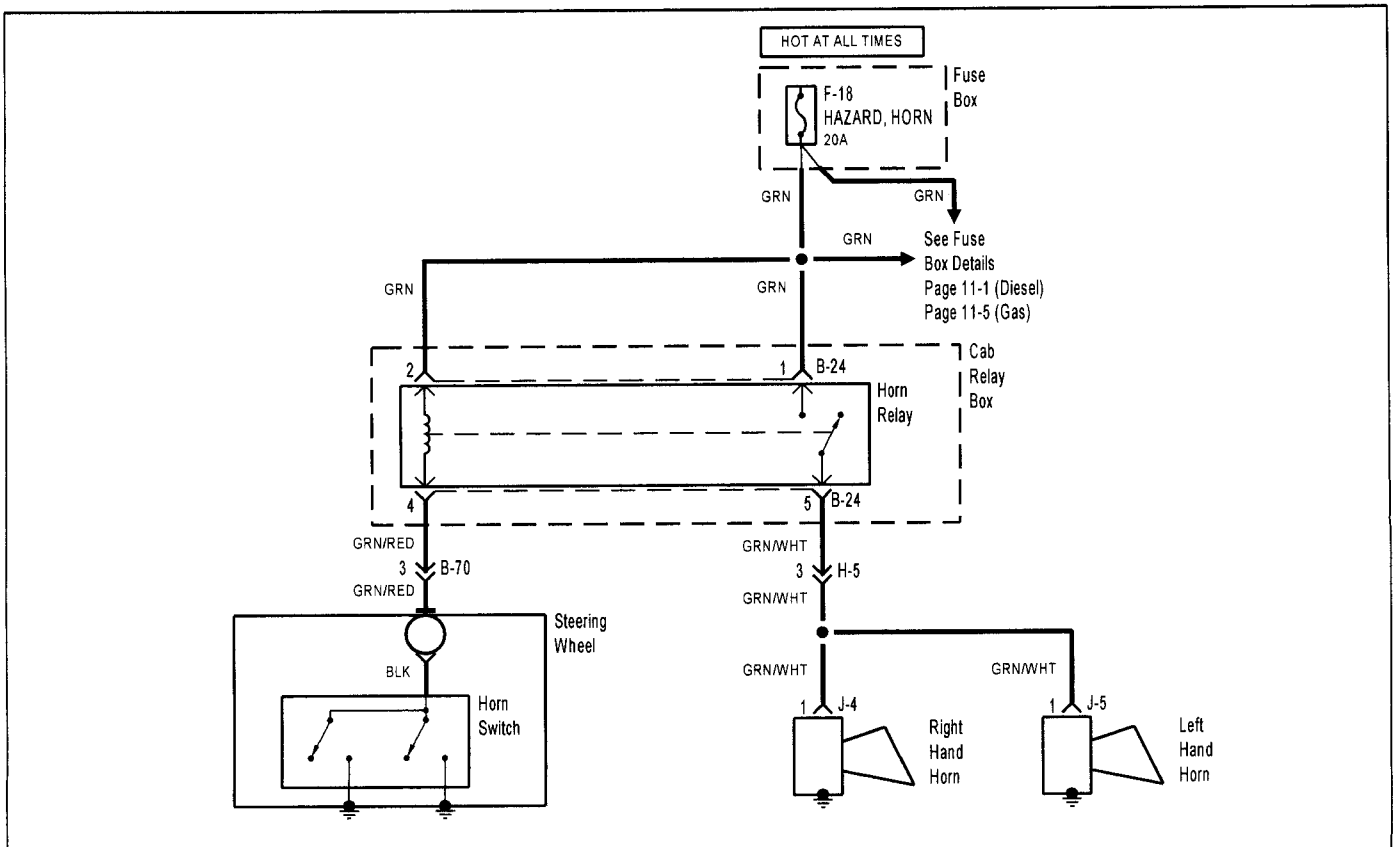 HOT AT ALL TIMES
Fuse
Box
F-18
HAZARD, HORN
20A
GRN
GRN
GRN
See Fuse
Box Details
Page 11-1 (Diesel)
Page 11-5 (Gas)
GRN
GRN
Cab
Relay
Box
2
1
B-24
Horn
Relay
4
5
B-24
GRN/RED
GRN/WHT
3
B-70
3
H-5
GRN/RED
GRN/WHT
Steering
Wheel
BLK
GRN/WHT
GRN/WHT
Horn
Switch
1
J-4
1
J-5
Right
Hand
Horn
Left
Hand
Horn